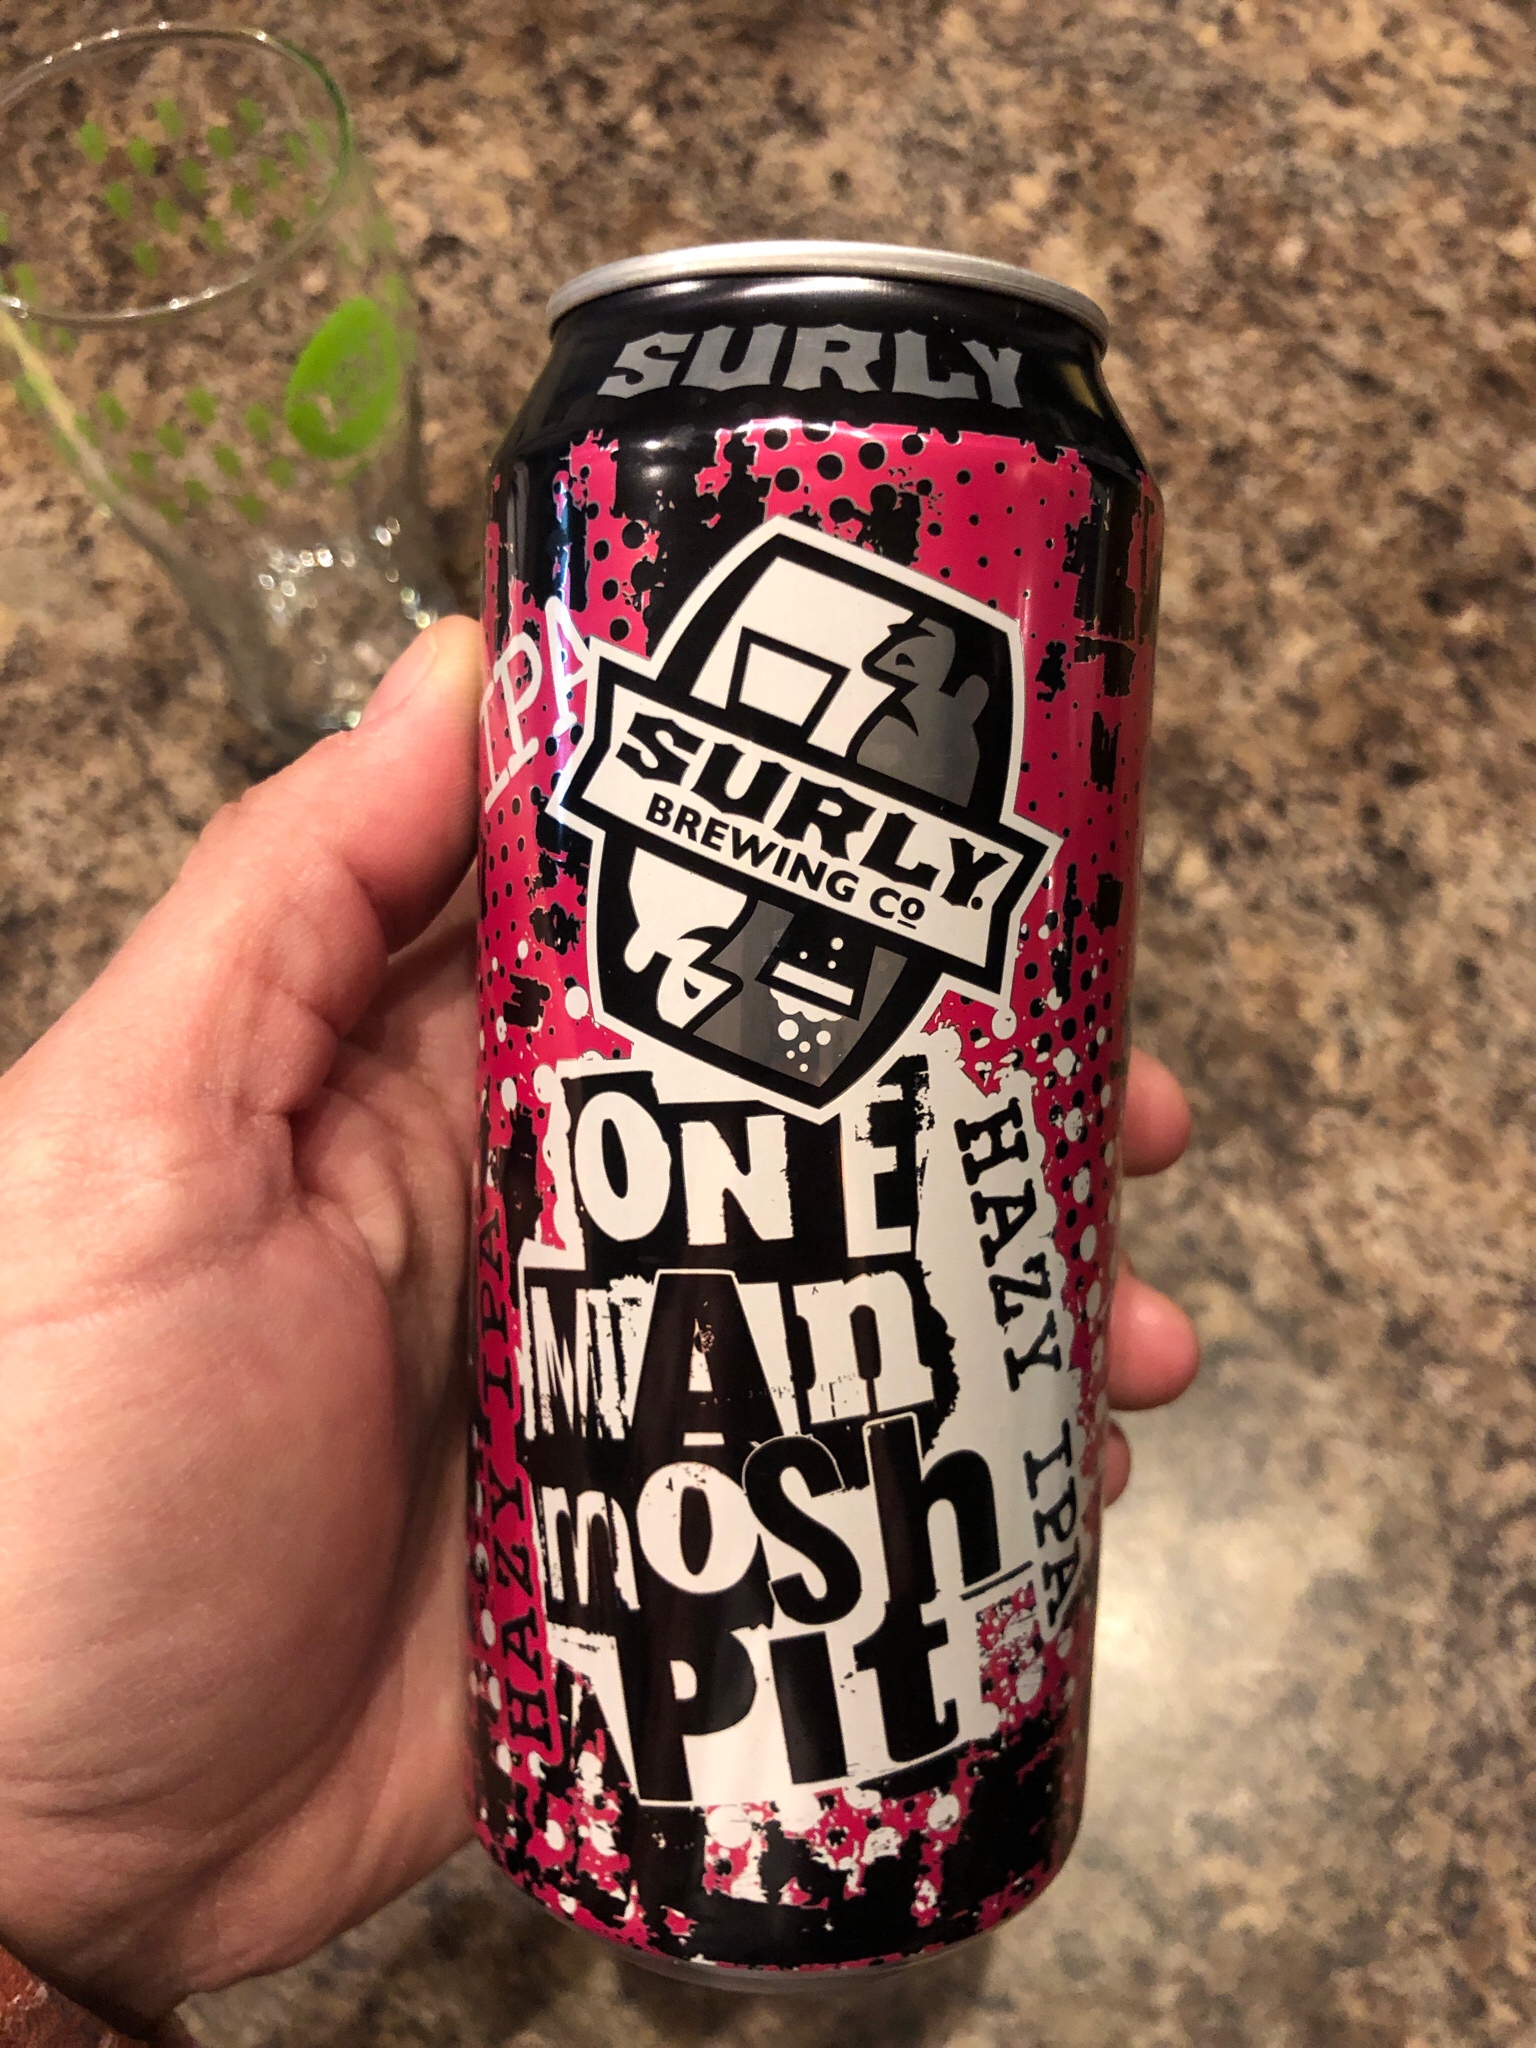 SURLY
IPA
SURLY
BREWING Co
ONE
MAn
mOSh
PIt
HAZY IPA
HAZY IPA